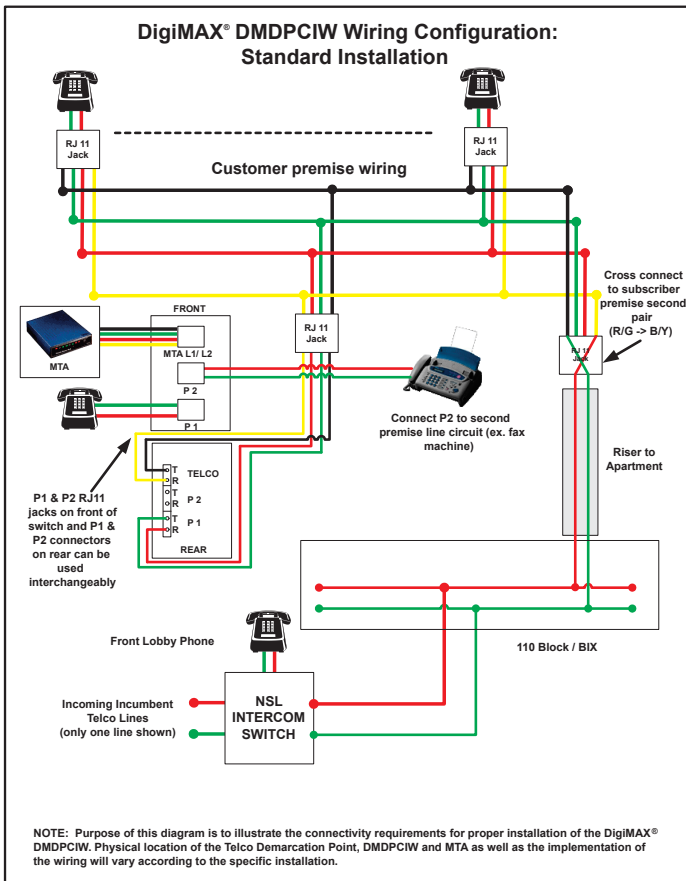 DigiMAX® DMDPCIW Wiring Configuration:
Standard Installation
RJ 11
Jack
RJ 11
Jack
Customer premise wiring
Cross connect
to subscriber
premise second
pair
(R/G -> B/Y)
FRONT
RJ 11
Jack
MTA L1/ L2
MTA
P 2
P 1
RJ 11
Jack
Connect P2 to second
premise line circuit (ex. fax
machine)
Riser to
Apartment
P1 & P2 RJ11
jacks on front of
switch and P1 &
P2 connectors
on rear can be
used
interchangeably
T
R
TELCO
T
R
P 2
T
R
P 1
REAR
110 Block / BIX
Front Lobby Phone
Incoming Incumbent
Telco Lines
(only one line shown)
NSL
INTERCOM
SWITCH
NOTE: Purpose of this diagram is to illustrate the connectivity requirements for proper installation of the DigiMAX®
DMDPCIW. Physical location of the Telco Demarcation Point, DMDPCIW and MTA as well as the implementation of
the wiring will vary according to the specific installation.